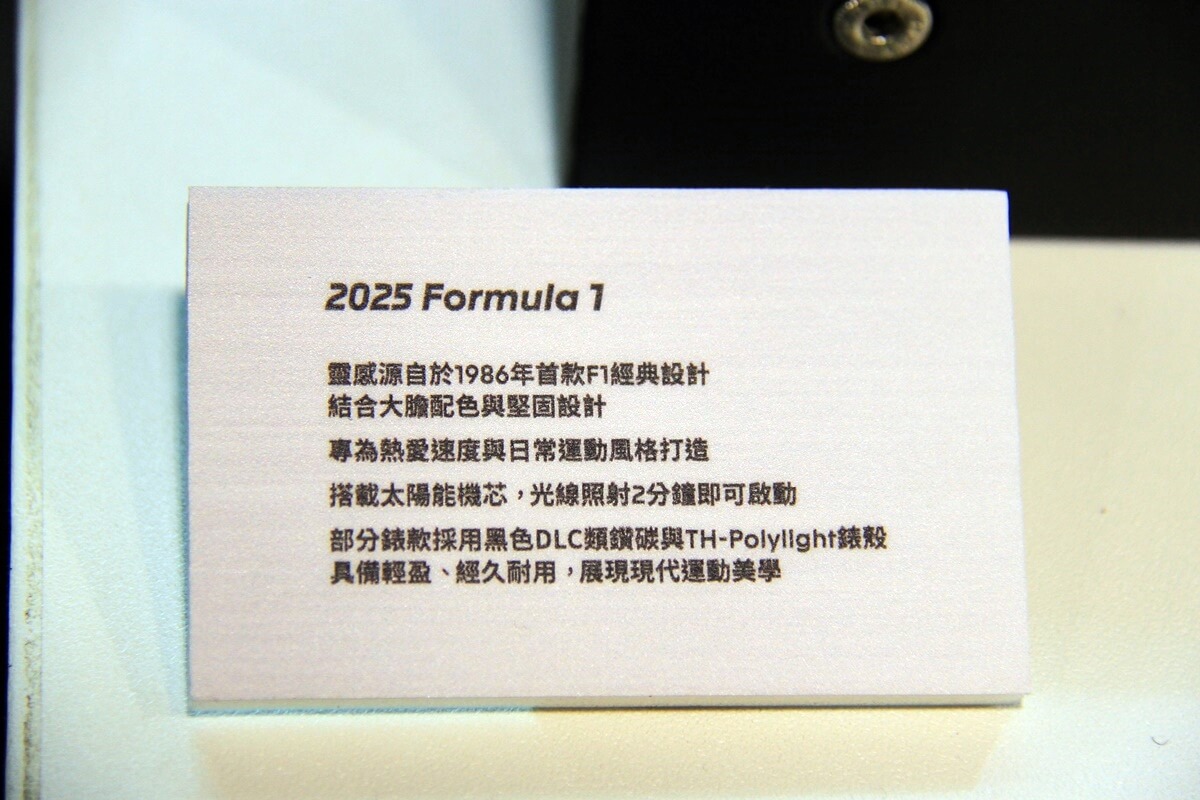 2025 Formula 1
靈感源自於1986年首款F1經典設計
結合大膽配色與堅固設計
專為熱愛速度與日常運動風格打造
搭載太陽能機芯，光線照射2分鐘即可啟動
部分錶款採用黑色DLC類鑽碳與TH-Polylight錶殼
具備輕盈、經久耐用，展現現代運動美學